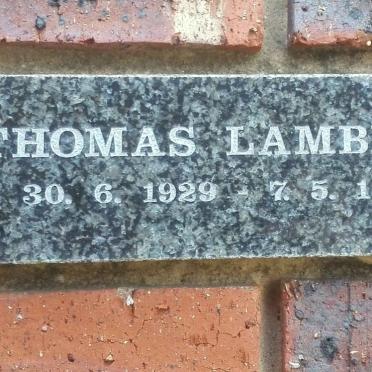 THOMAS LAMB
30. 6. 1929 - 7. 5. 1